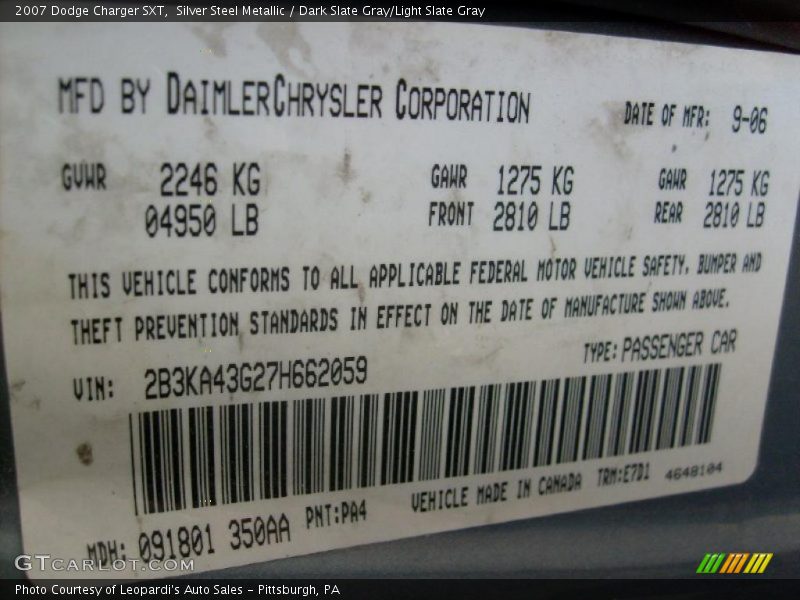 2007 Dodge Charger SXT, Silver Steel Metallic / Dark Slate Gray/Light Slate Gray
MFD BY DAIMLERCHRYSLER CORPORATION DATE OF MFR: 9-06
GVWR 2246 KG GAWR 1275 KG GAWR 1275 KG
04950 LB FRONT 2810 LB REAR 2810 LB
THIS VEHICLE CONFORMS TO ALL APPLICABLE FEDERAL MOTOR VEHICLE SAFETY, BUMPER AND
THEFT PREVENTION STANDARDS IN EFFECT ON THE DATE OF MANUFACTURE SHOWN ABOVE.
VIN: 2B3KA43G27H662059 TYPE: PASSENGER CAR
MDH: 091801 350AA PNT:PA4 VEHICLE MADE IN CANADA TRM:E7D1 4648104
GTCARLOT.COM
Photo Courtesy of Leopardi's Auto Sales - Pittsburgh, PA